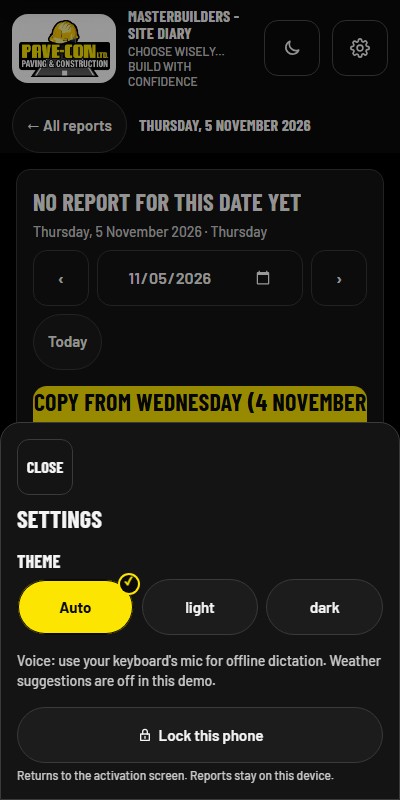 PAVE-CON LTD.
PAVING & CONSTRUCTION
MASTERBUILDERS -
SITE DIARY
CHOOSE WISELY...
BUILD WITH
CONFIDENCE
← All reports
THURSDAY, 5 NOVEMBER 2026
NO REPORT FOR THIS DATE YET
Thursday, 5 November 2026 · Thursday
‹
11/05/2026
›
Today
COPY FROM WEDNESDAY (4 NOVEMBER
CLOSE
SETTINGS
THEME
Auto
light
dark
Voice: use your keyboard's mic for offline dictation. Weather
suggestions are off in this demo.
Lock this phone
Returns to the activation screen. Reports stay on this device.